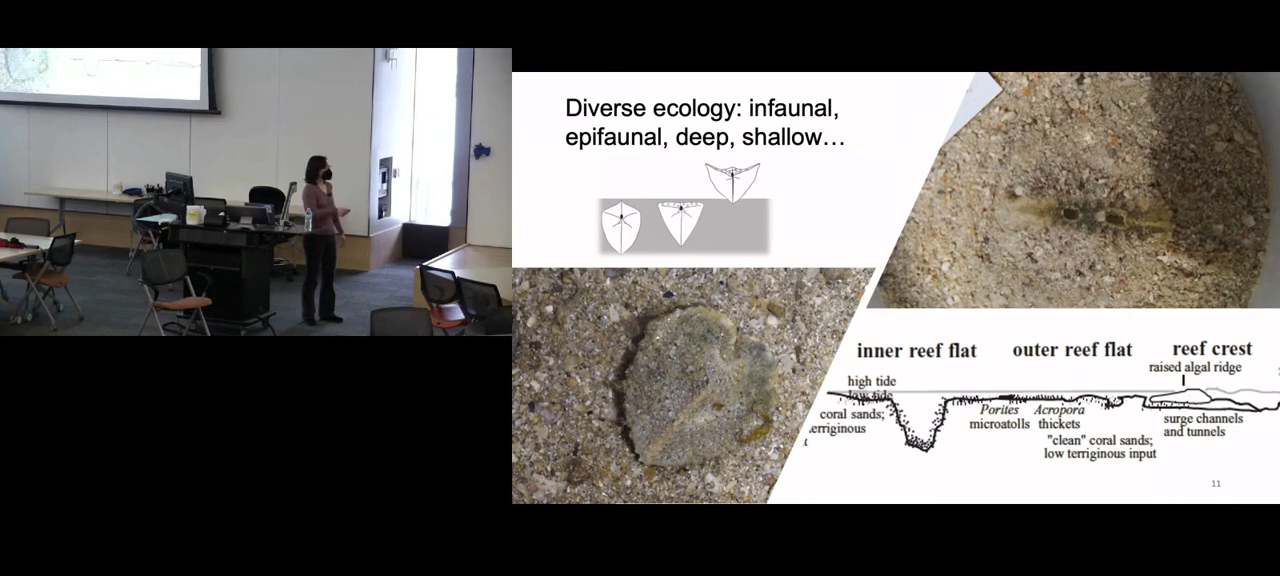 Diverse ecology: infaunal,
epifaunal, deep, shallow…
inner reef flat
outer reef flat
reef crest
raised algal ridge
high tide
low tide
coral sands;
erriginous
Porites
microatolls
Acropora
thickets
"clean" coral sands;
low terriginous input
surge channels
and tunnels
11